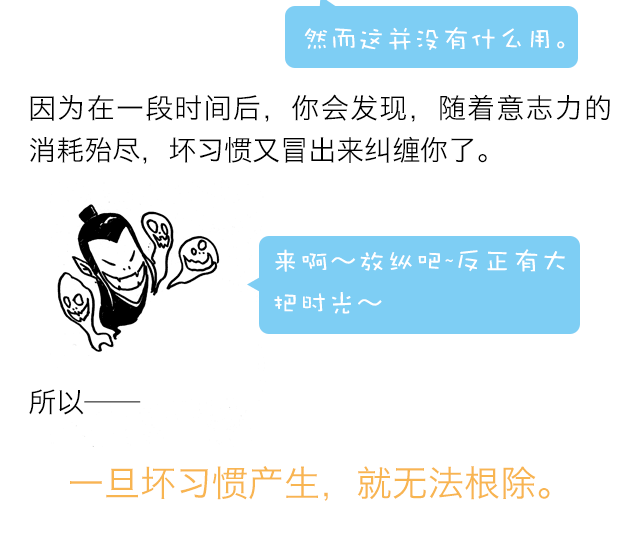 然而这并没有什么用。
因为在一段时间后，你会发现，随着意志力的
消耗殆尽，坏习惯又冒出来纠缠你了。
来啊～放纵吧~反正有大
把时光～
所以——
一旦坏习惯产生，就无法根除。